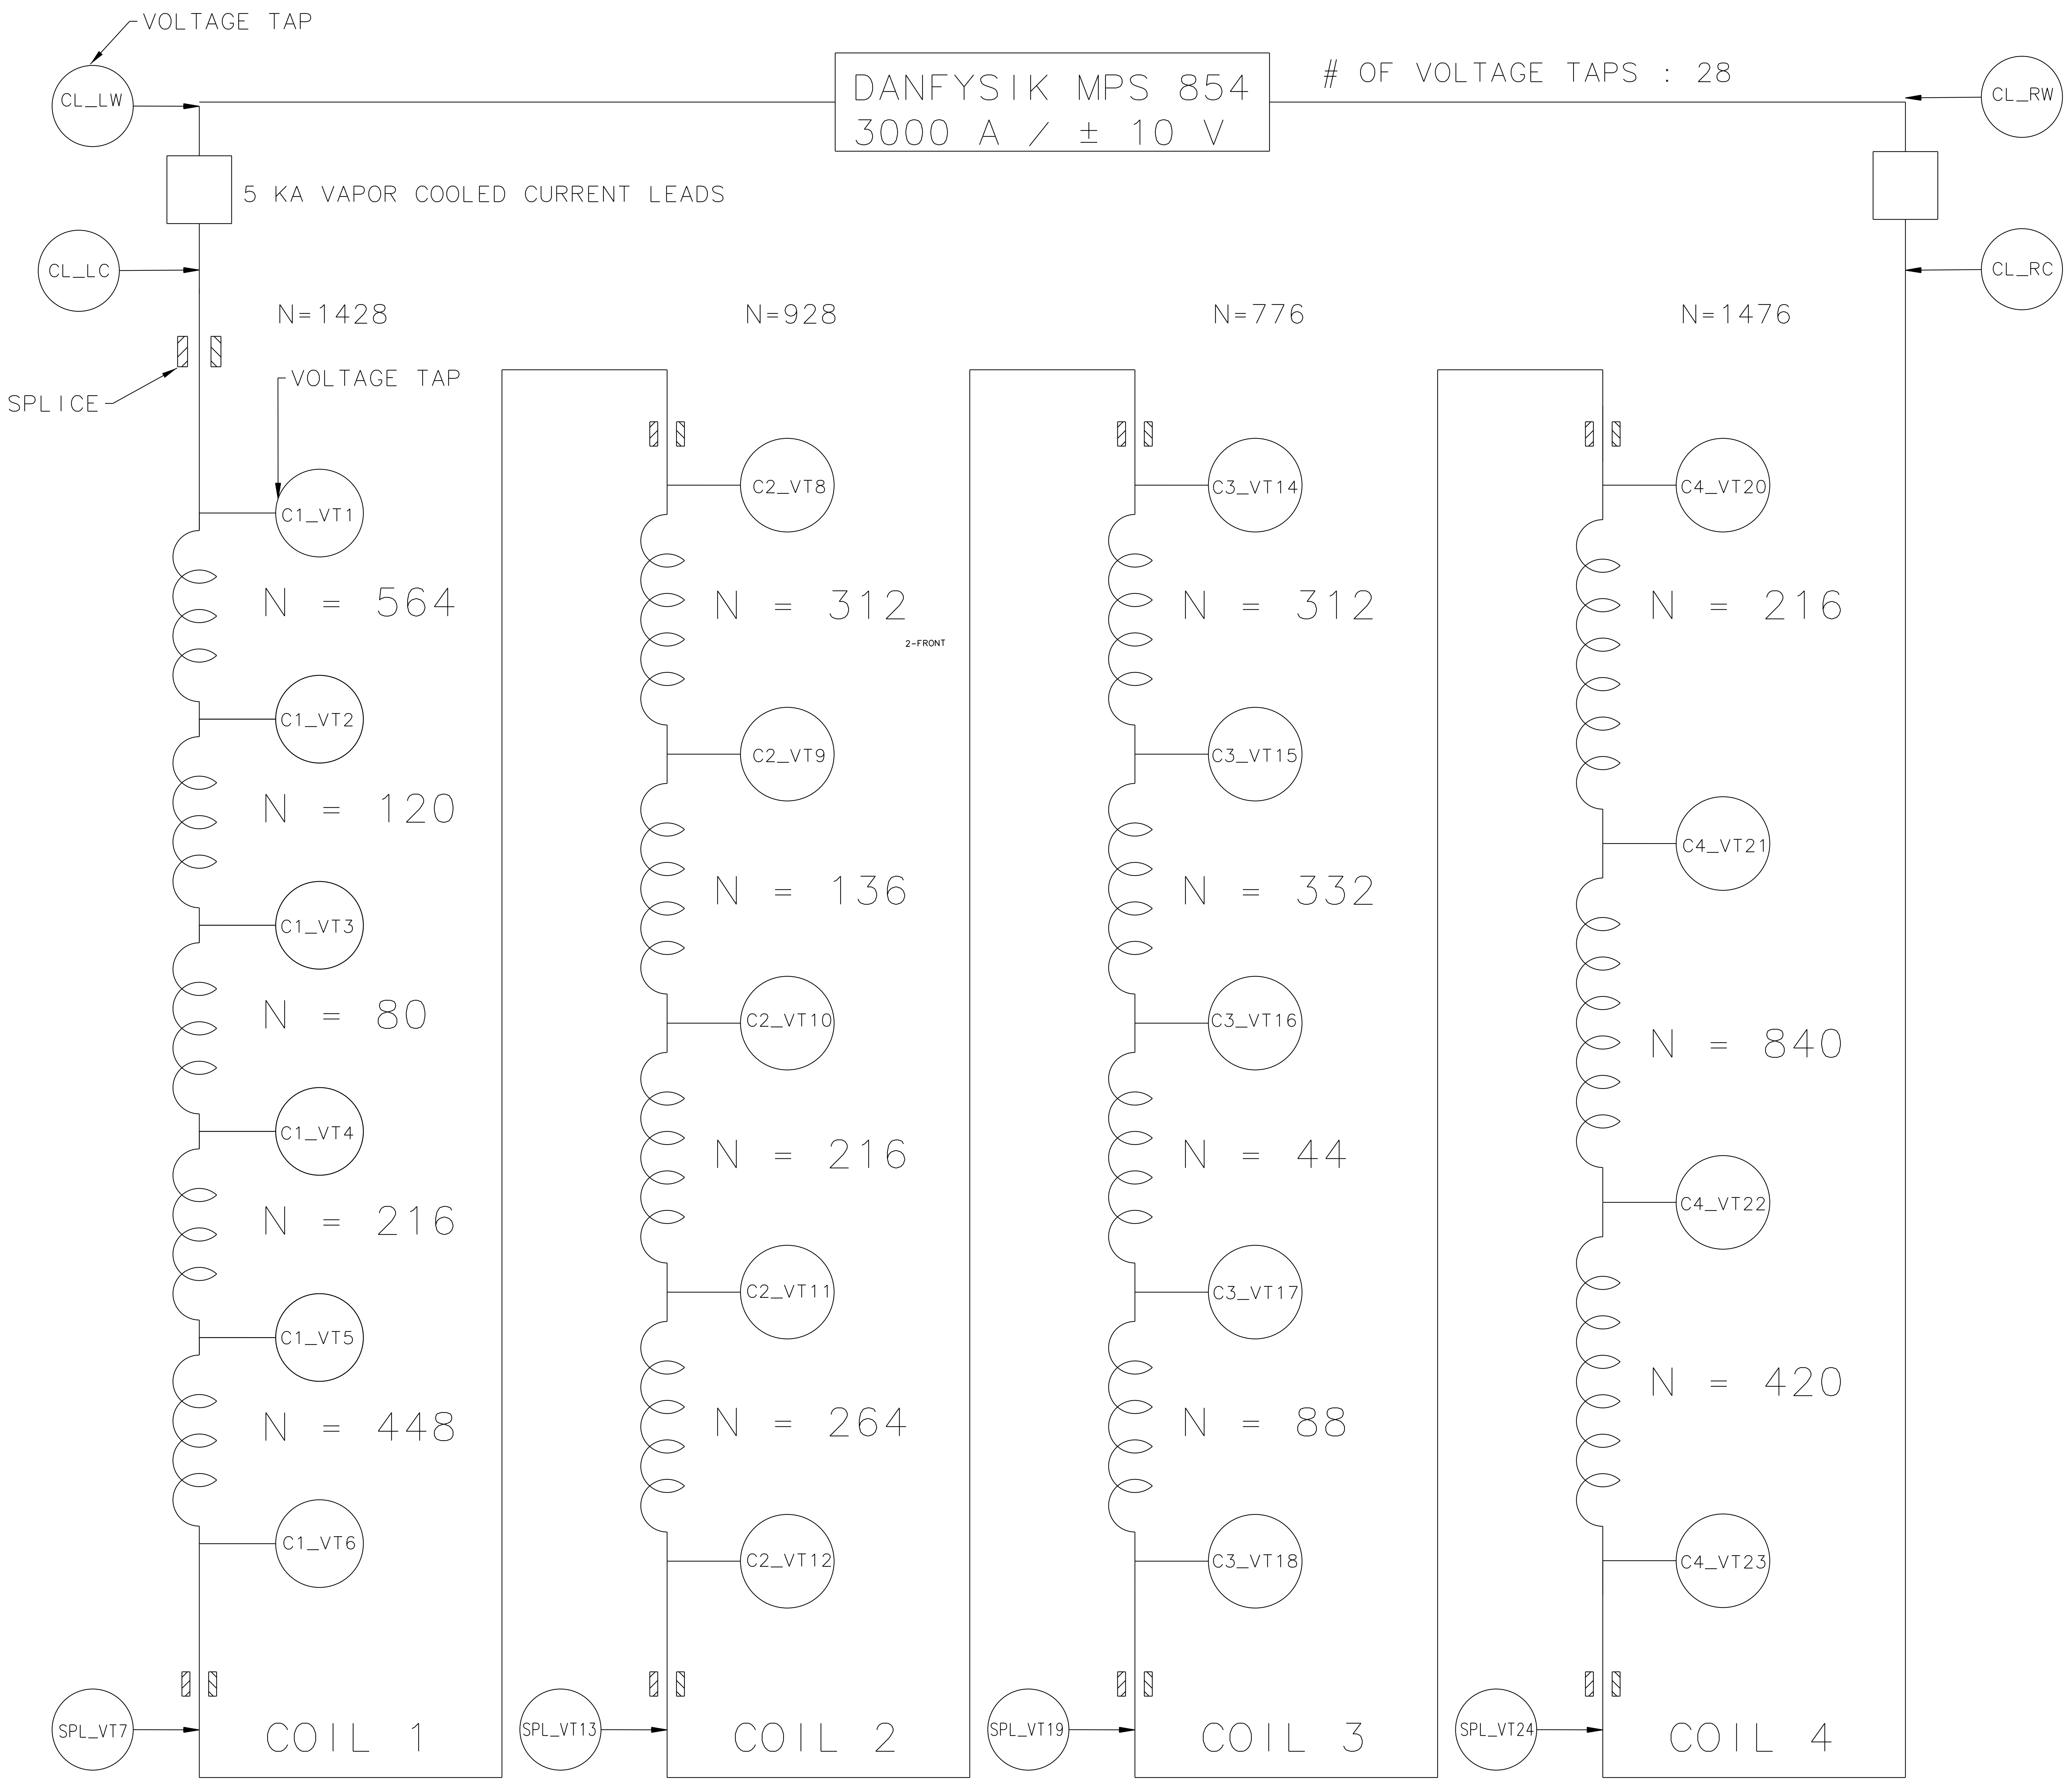 VOLTAGE TAP
CL_LW
DANFYSIK MPS 854
3000 A / ± 10 V
# OF VOLTAGE TAPS : 28
CL_RW
5 KA VAPOR COOLED CURRENT LEADS
CL_LC
CL_RC
N=1428
N=928
N=776
N=1476
VOLTAGE TAP
SPLICE
C1_VT1
N = 564
C1_VT2
N = 120
C1_VT3
N = 80
C1_VT4
N = 216
C1_VT5
N = 448
C1_VT6
SPL_VT7
COIL 1
C2_VT8
N = 312
2-FRONT
C2_VT9
N = 136
C2_VT10
N = 216
C2_VT11
N = 264
C2_VT12
SPL_VT13
COIL 2
C3_VT14
N = 312
C3_VT15
N = 332
C3_VT16
N = 44
C3_VT17
N = 88
C3_VT18
SPL_VT19
COIL 3
C4_VT20
N = 216
C4_VT21
N = 840
C4_VT22
N = 420
C4_VT23
SPL_VT24
COIL 4